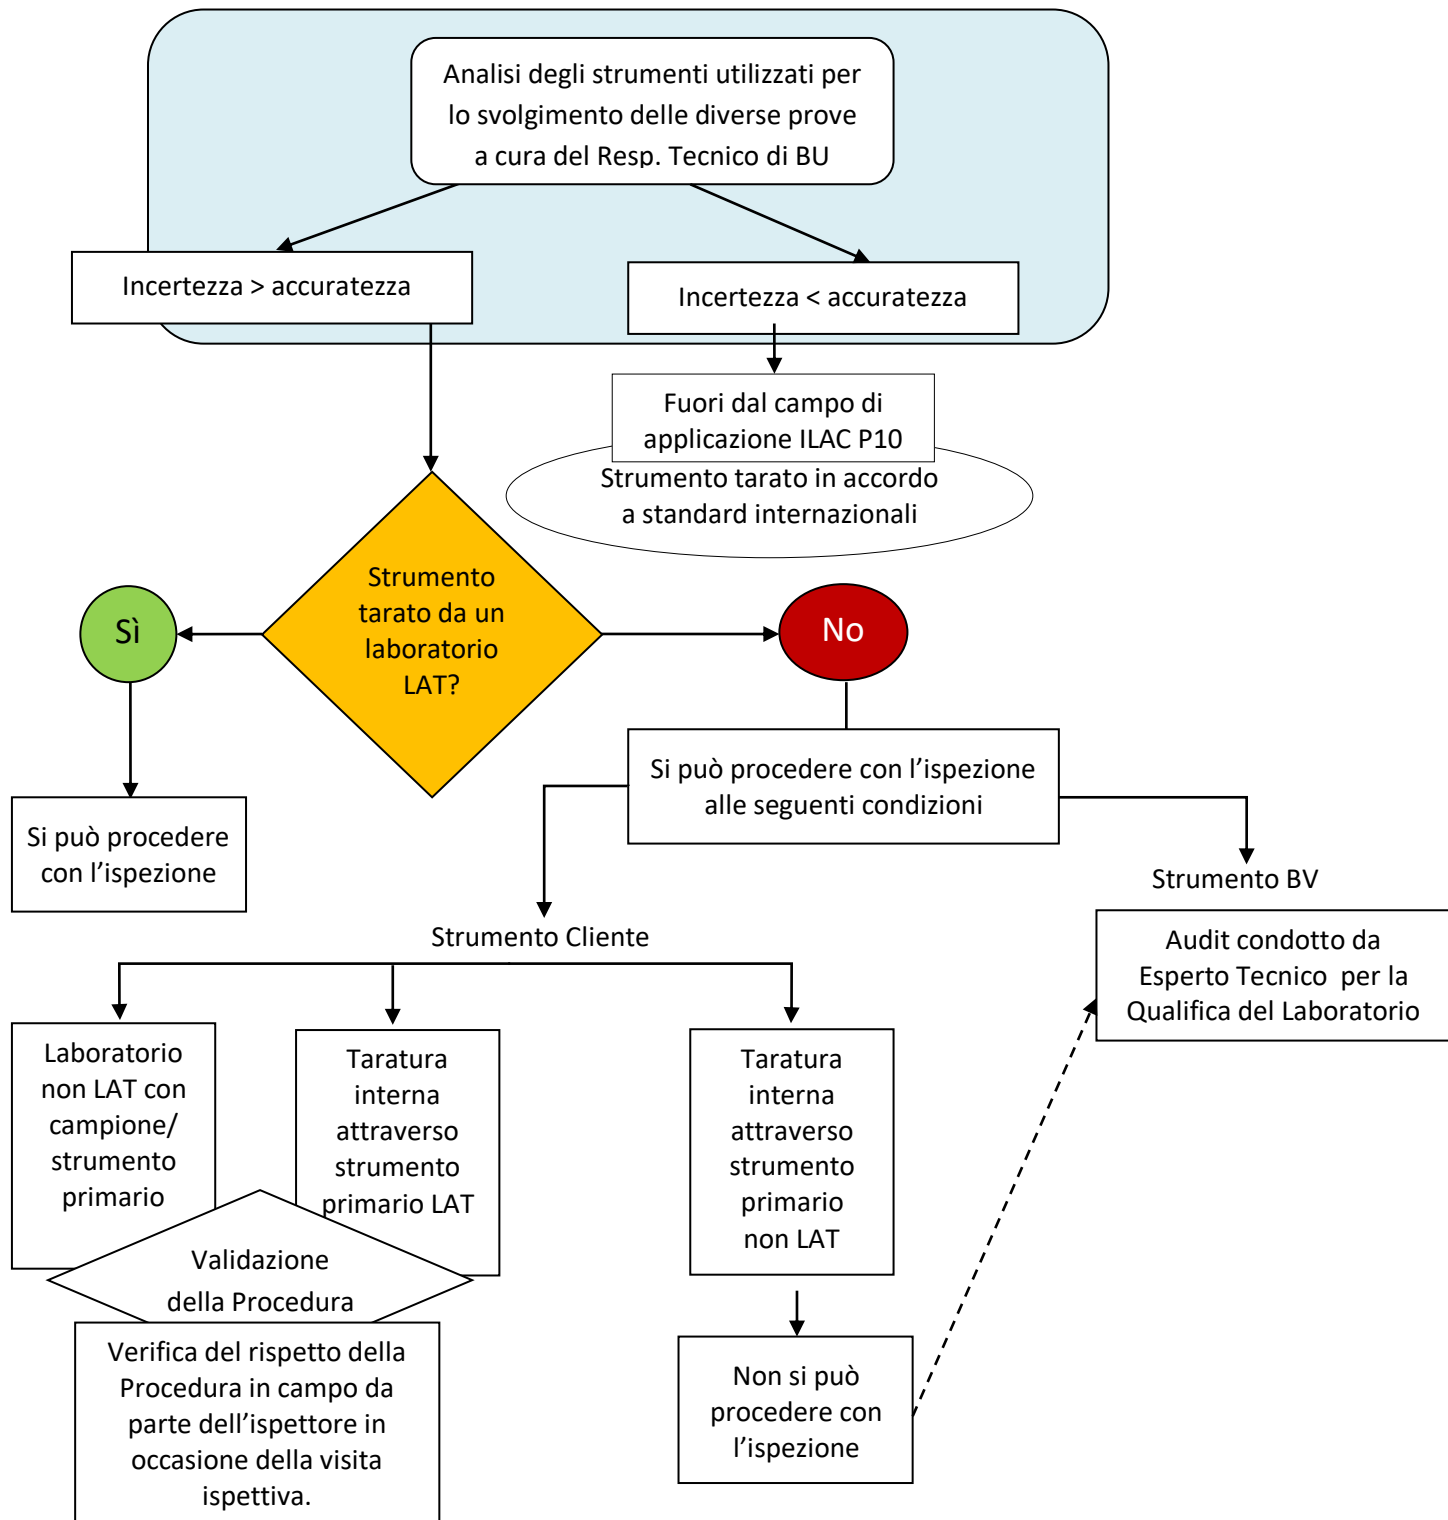 Analisi degli strumenti utilizzati per
lo svolgimento delle diverse prove
a cura del Resp. Tecnico di BU
Incertezza > accuratezza
Incertezza < accuratezza
Fuori dal campo di
applicazione ILAC P10
Strumento tarato in accordo
a standard internazionali
Strumento
tarato da un
laboratorio
LAT?
Sì
No
Si può procedere
con l'ispezione
Si può procedere con l'ispezione
alle seguenti condizioni
Strumento Cliente
Strumento BV
Audit condotto da
Esperto Tecnico  per la
Qualifica del Laboratorio
Laboratorio
non LAT con
campione/
strumento
primario
Taratura
interna
attraverso
strumento
primario LAT
Taratura
interna
attraverso
strumento
primario
non LAT
Validazione
della Procedura
Verifica del rispetto della
Procedura in campo da
parte dell'ispettore in
occasione della visita
ispettiva.
Non si può
procedere con
l'ispezione